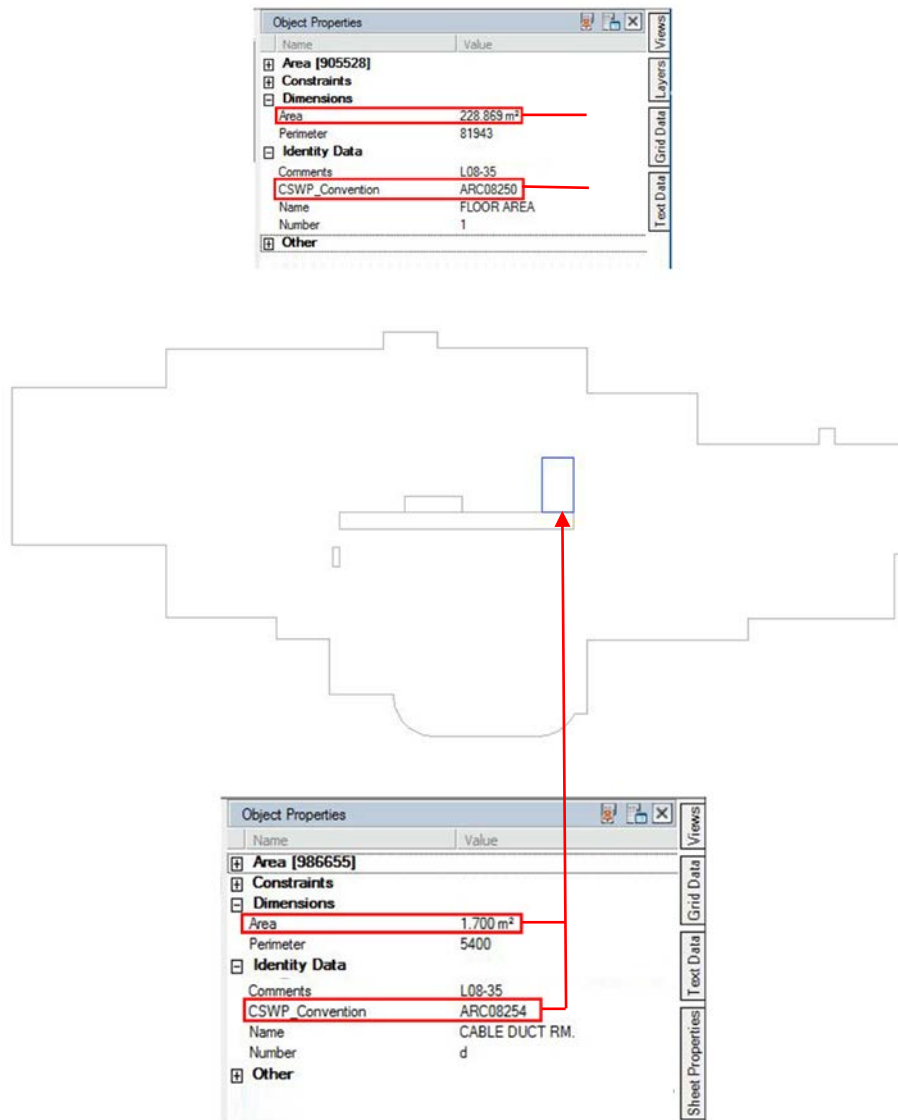 Object Properties
Name Value
Area [905528]
Constraints
Dimensions
Area 228.869 m²
Perimeter 81943
Identity Data
Comments L08-35
CSWP_Convention ARC08250
Name FLOOR AREA
Number 1
Other
Views
Layers
Grid Data
Text Data
Object Properties
Name Value
Area [986655]
Constraints
Dimensions
Area 1.700 m²
Perimeter 5400
Identity Data
Comments L08-35
CSWP_Convention ARC08254
Name CABLE DUCT RM.
Number d
Other
Views
Grid Data
Text Data
Sheet Properties